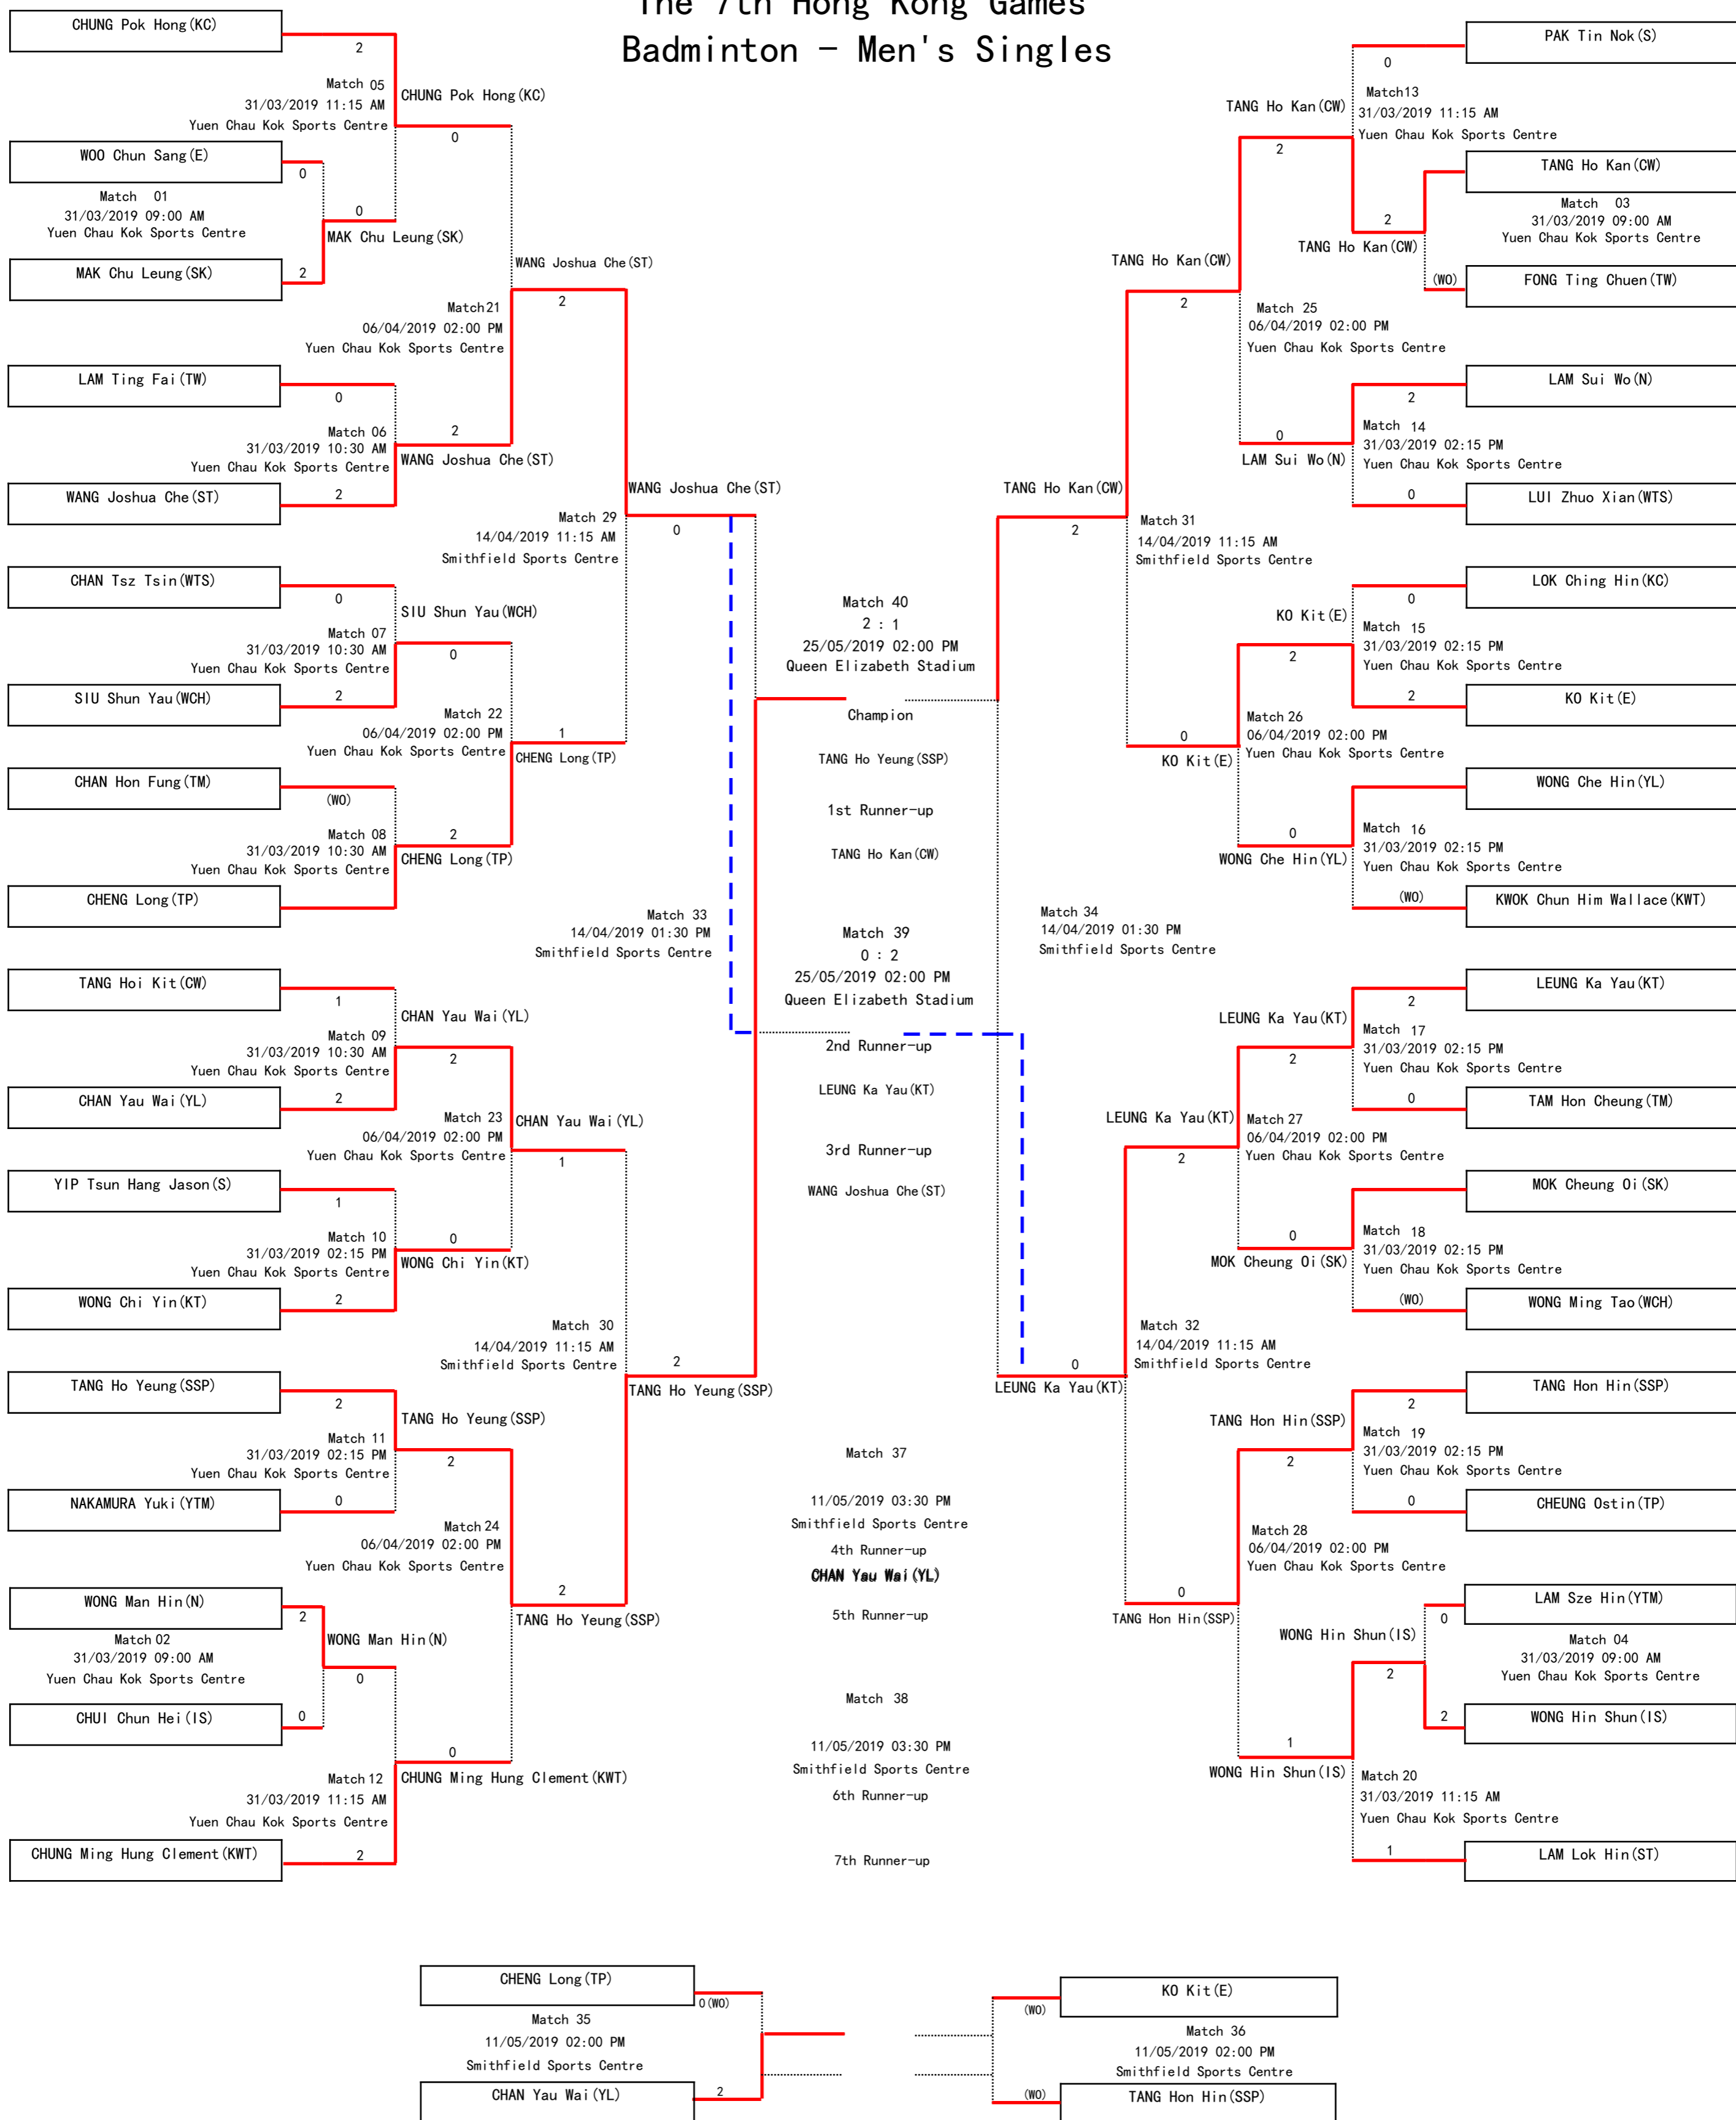 The 7th Hong Kong Games
Badminton - Men's Singles
CHUNG Pok Hong(KC)
2
Match 05
31/03/2019 11:15 AM
Yuen Chau Kok Sports Centre
CHUNG Pok Hong(KC)
0
WOO Chun Sang(E)
0
Match 01
31/03/2019 09:00 AM
Yuen Chau Kok Sports Centre
0
MAK Chu Leung(SK)
MAK Chu Leung(SK)
2
WANG Joshua Che(ST)
2
Match 21
06/04/2019 02:00 PM
Yuen Chau Kok Sports Centre
LAM Ting Fai(TW)
0
Match 06
31/03/2019 10:30 AM
Yuen Chau Kok Sports Centre
2
WANG Joshua Che(ST)
WANG Joshua Che(ST)
2
WANG Joshua Che(ST)
0
Match 29
14/04/2019 11:15 AM
Smithfield Sports Centre
CHAN Tsz Tsin(WTS)
0
SIU Shun Yau(WCH)
Match 07
31/03/2019 10:30 AM
Yuen Chau Kok Sports Centre
0
SIU Shun Yau(WCH)
2
Match 22
06/04/2019 02:00 PM
Yuen Chau Kok Sports Centre
1
CHENG Long(TP)
CHAN Hon Fung(TM)
(WO)
Match 08
31/03/2019 10:30 AM
Yuen Chau Kok Sports Centre
2
CHENG Long(TP)
CHENG Long(TP)
Match 33
14/04/2019 01:30 PM
Smithfield Sports Centre
TANG Hoi Kit(CW)
1
CHAN Yau Wai(YL)
Match 09
31/03/2019 10:30 AM
Yuen Chau Kok Sports Centre
2
CHAN Yau Wai(YL)
2
Match 23
06/04/2019 02:00 PM
Yuen Chau Kok Sports Centre
CHAN Yau Wai(YL)
1
YIP Tsun Hang Jason(S)
1
Match 10
31/03/2019 02:15 PM
Yuen Chau Kok Sports Centre
0
WONG Chi Yin(KT)
WONG Chi Yin(KT)
2
Match 30
14/04/2019 11:15 AM
Smithfield Sports Centre
2
TANG Ho Yeung(SSP)
TANG Ho Yeung(SSP)
2
TANG Ho Yeung(SSP)
Match 11
31/03/2019 02:15 PM
Yuen Chau Kok Sports Centre
2
NAKAMURA Yuki(YTM)
0
Match 24
06/04/2019 02:00 PM
Yuen Chau Kok Sports Centre
2
TANG Ho Yeung(SSP)
WONG Man Hin(N)
2
Match 02
31/03/2019 09:00 AM
Yuen Chau Kok Sports Centre
WONG Man Hin(N)
0
CHUI Chun Hei(IS)
0
0
CHUNG Ming Hung Clement(KWT)
Match 12
31/03/2019 11:15 AM
Yuen Chau Kok Sports Centre
CHUNG Ming Hung Clement(KWT)
2
Match 40
2 : 1
25/05/2019 02:00 PM
Queen Elizabeth Stadium
Champion
TANG Ho Yeung(SSP)
1st Runner-up
TANG Ho Kan(CW)
Match 39
0 : 2
25/05/2019 02:00 PM
Queen Elizabeth Stadium
2nd Runner-up
LEUNG Ka Yau(KT)
3rd Runner-up
WANG Joshua Che(ST)
Match 37
11/05/2019 03:30 PM
Smithfield Sports Centre
4th Runner-up
CHAN Yau Wai(YL)
5th Runner-up
Match 38
11/05/2019 03:30 PM
Smithfield Sports Centre
6th Runner-up
7th Runner-up
PAK Tin Nok(S)
0
TANG Ho Kan(CW)
Match13
31/03/2019 11:15 AM
Yuen Chau Kok Sports Centre
2
TANG Ho Kan(CW)
Match 03
31/03/2019 09:00 AM
Yuen Chau Kok Sports Centre
2
TANG Ho Kan(CW)
(WO)
FONG Ting Chuen(TW)
TANG Ho Kan(CW)
2
Match 25
06/04/2019 02:00 PM
Yuen Chau Kok Sports Centre
LAM Sui Wo(N)
2
Match 14
31/03/2019 02:15 PM
Yuen Chau Kok Sports Centre
0
LAM Sui Wo(N)
0
LUI Zhuo Xian(WTS)
TANG Ho Kan(CW)
2
Match 31
14/04/2019 11:15 AM
Smithfield Sports Centre
LOK Ching Hin(KC)
0
KO Kit(E)
Match 15
31/03/2019 02:15 PM
Yuen Chau Kok Sports Centre
2
2
KO Kit(E)
Match 26
06/04/2019 02:00 PM
Yuen Chau Kok Sports Centre
0
KO Kit(E)
WONG Che Hin(YL)
0
WONG Che Hin(YL)
Match 16
31/03/2019 02:15 PM
Yuen Chau Kok Sports Centre
(WO)
KWOK Chun Him Wallace(KWT)
Match 34
14/04/2019 01:30 PM
Smithfield Sports Centre
LEUNG Ka Yau(KT)
2
LEUNG Ka Yau(KT)
Match 17
31/03/2019 02:15 PM
Yuen Chau Kok Sports Centre
2
0
TAM Hon Cheung(TM)
LEUNG Ka Yau(KT)
2
Match 27
06/04/2019 02:00 PM
Yuen Chau Kok Sports Centre
MOK Cheung Oi(SK)
0
MOK Cheung Oi(SK)
Match 18
31/03/2019 02:15 PM
Yuen Chau Kok Sports Centre
(WO)
WONG Ming Tao(WCH)
Match 32
14/04/2019 11:15 AM
Smithfield Sports Centre
0
LEUNG Ka Yau(KT)
TANG Hon Hin(SSP)
2
TANG Hon Hin(SSP)
Match 19
31/03/2019 02:15 PM
Yuen Chau Kok Sports Centre
2
0
CHEUNG Ostin(TP)
Match 28
06/04/2019 02:00 PM
Yuen Chau Kok Sports Centre
0
TANG Hon Hin(SSP)
LAM Sze Hin(YTM)
0
WONG Hin Shun(IS)
Match 04
31/03/2019 09:00 AM
Yuen Chau Kok Sports Centre
2
2
WONG Hin Shun(IS)
1
WONG Hin Shun(IS)
Match 20
31/03/2019 11:15 AM
Yuen Chau Kok Sports Centre
1
LAM Lok Hin(ST)
CHENG Long(TP)
0(WO)
Match 35
11/05/2019 02:00 PM
Smithfield Sports Centre
CHAN Yau Wai(YL)
2
KO Kit(E)
(WO)
Match 36
11/05/2019 02:00 PM
Smithfield Sports Centre
(WO)
TANG Hon Hin(SSP)